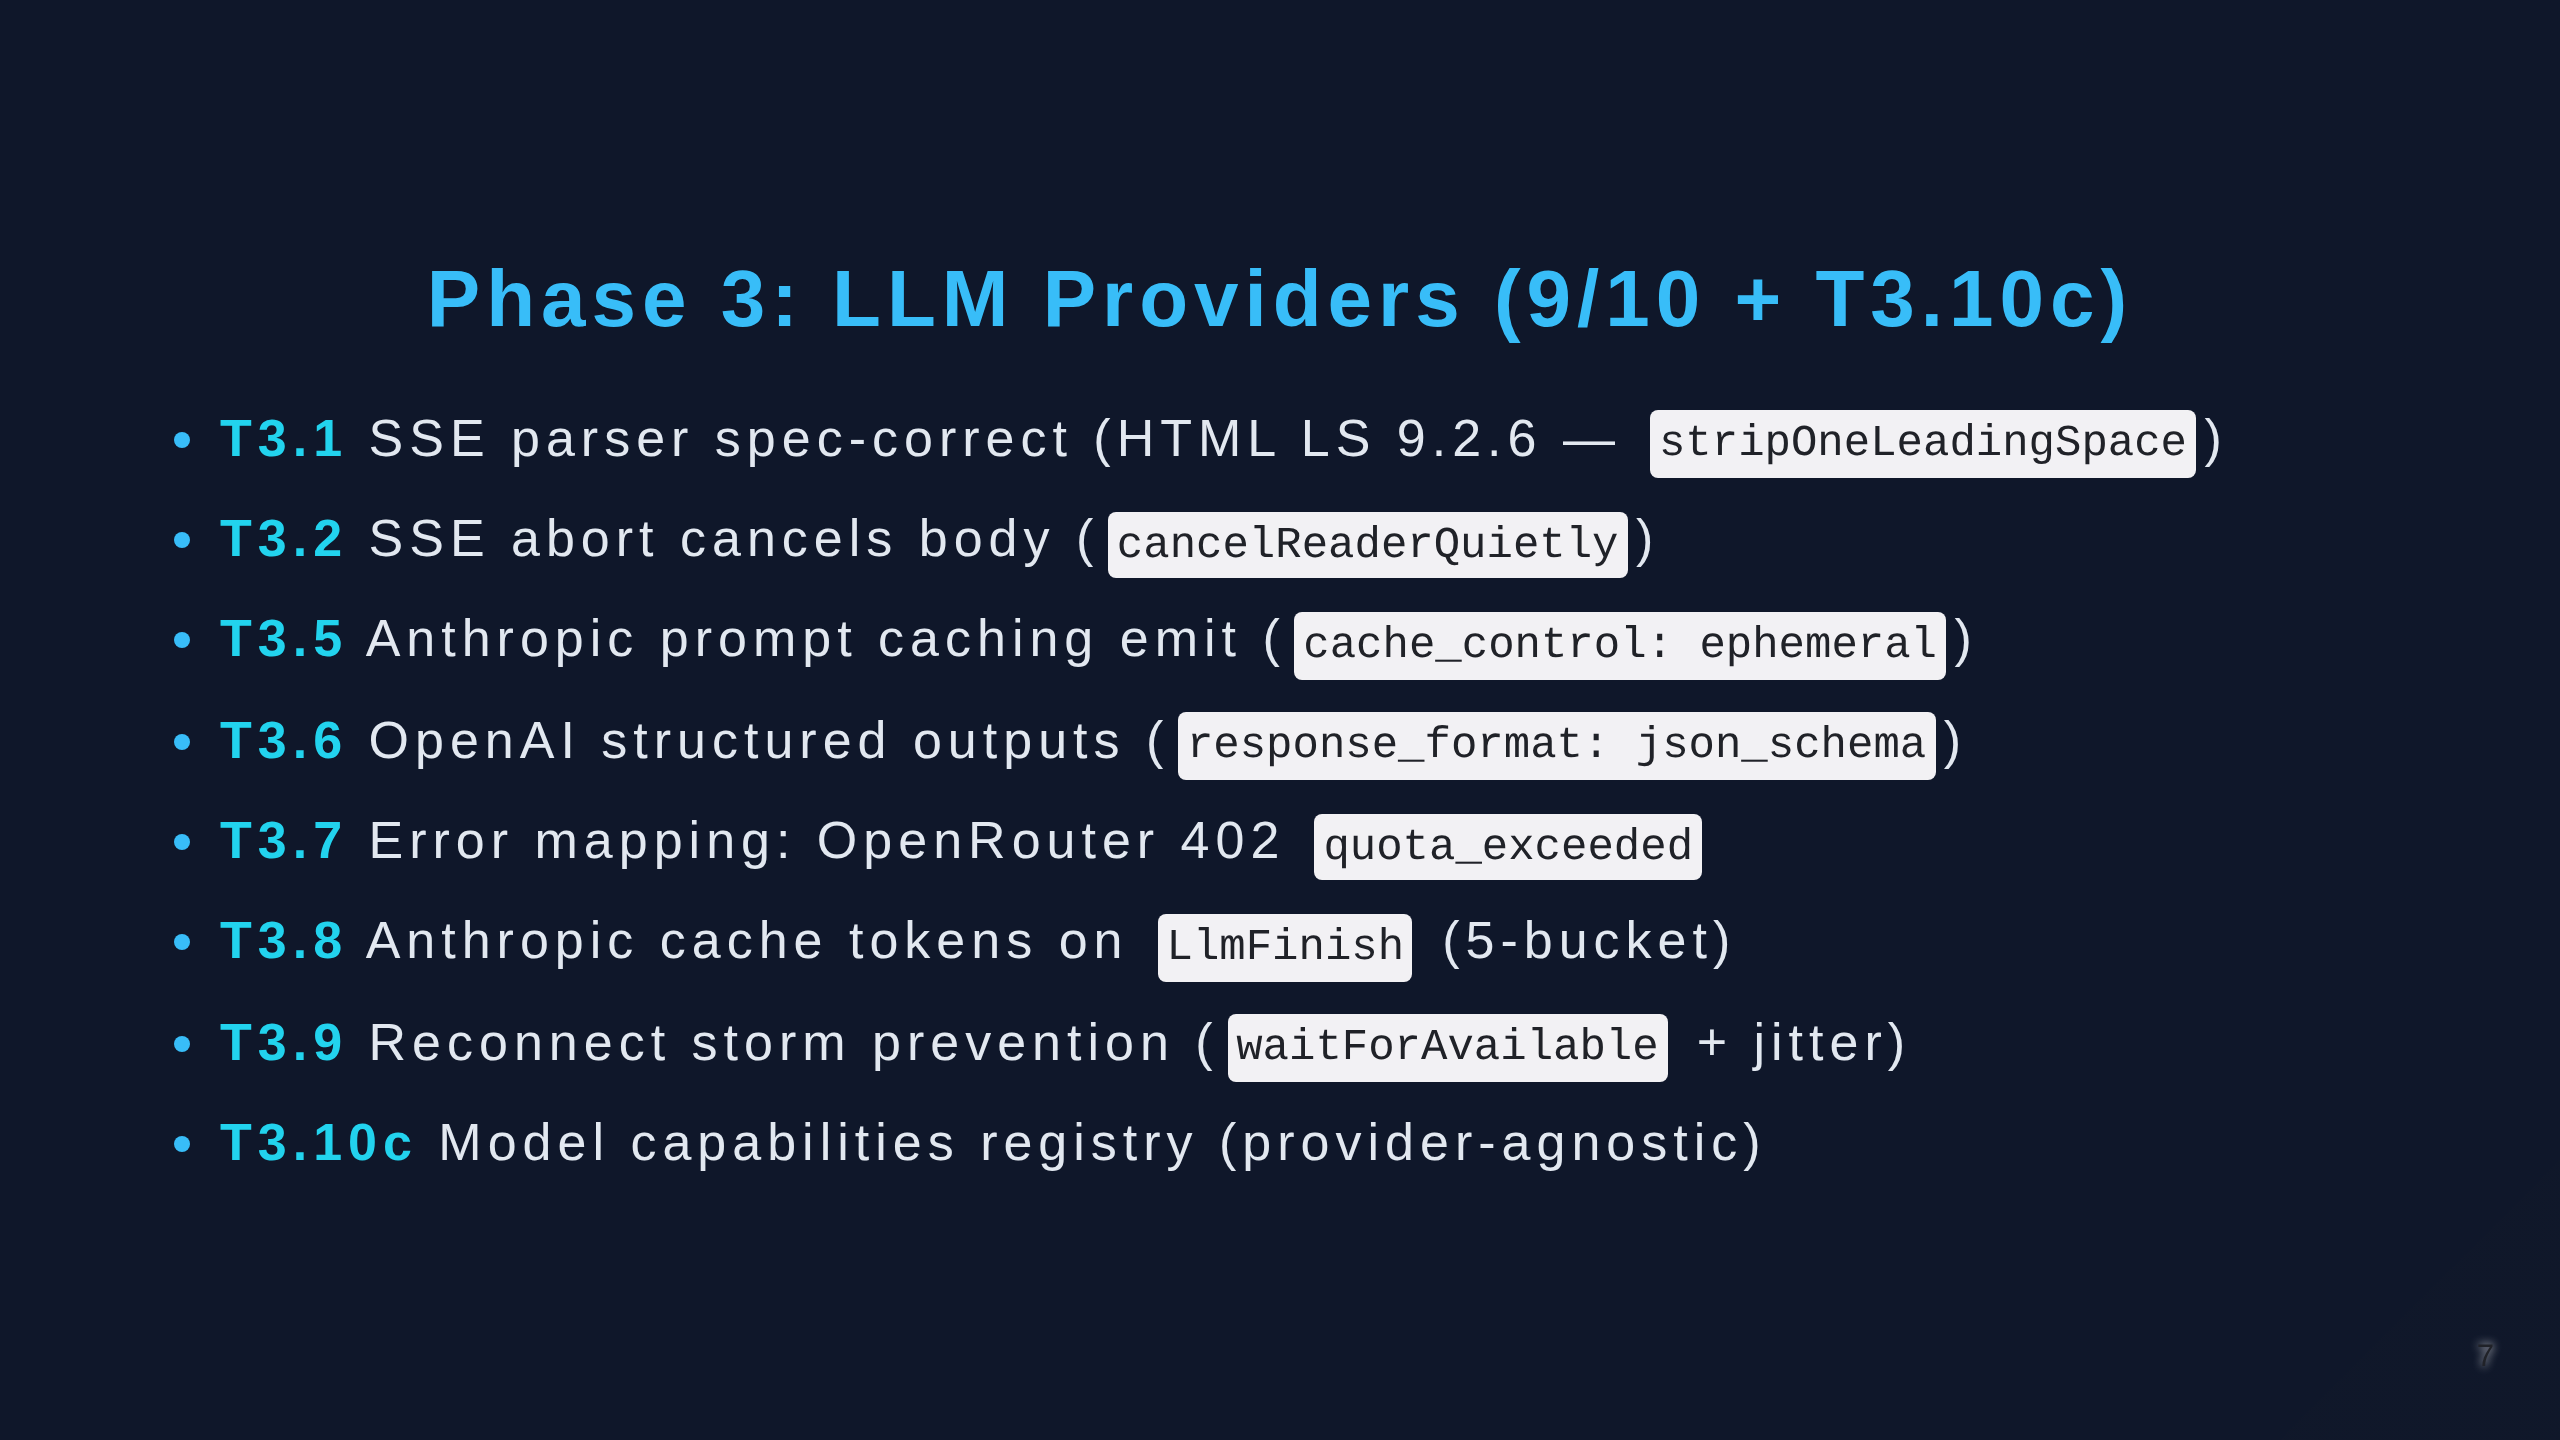 Phase 3: LLM Providers (9/10 + T3.10c)
• T3.1 SSE parser spec-correct (HTML LS 9.2.6 — stripOneLeadingSpace)
• T3.2 SSE abort cancels body (cancelReaderQuietly)
• T3.5 Anthropic prompt caching emit (cache_control: ephemeral)
• T3.6 OpenAI structured outputs (response_format: json_schema)
• T3.7 Error mapping: OpenRouter 402 quota_exceeded
• T3.8 Anthropic cache tokens on LlmFinish (5-bucket)
• T3.9 Reconnect storm prevention (waitForAvailable + jitter)
• T3.10c Model capabilities registry (provider-agnostic)
7